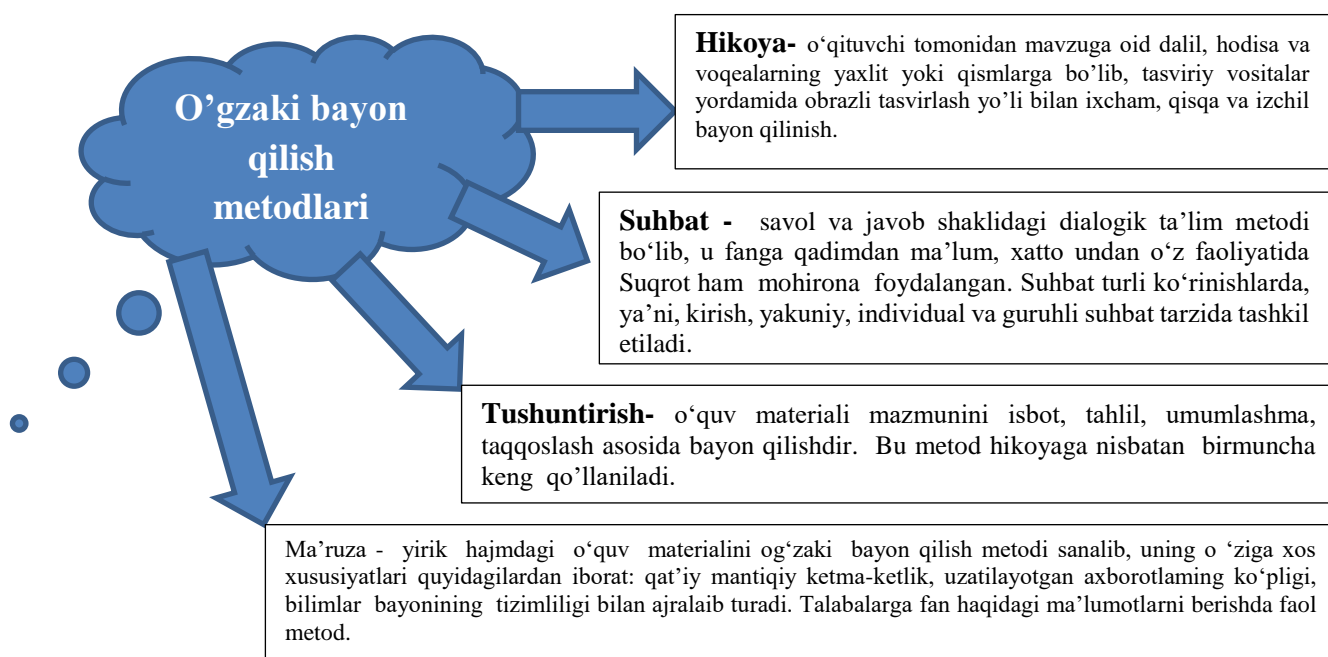 O’gzaki bayon
qilish
metodlari
Hikoya- o‘qituvchi tomonidan mavzuga oid dalil, hodisa va
voqealarning yaxlit yoki qismlarga bo’lib, tasviriy vositalar
yordamida obrazli tasvirlash yo’li bilan ixcham, qisqa va izchil
bayon qilinish.
Suhbat - savol va javob shaklidagi dialogik ta’lim metodi
bo‘lib, u fanga qadimdan ma’lum, xatto undan o‘z faoliyatida
Suqrot ham mohirona foydalangan. Suhbat turli ko‘rinishlarda,
ya’ni, kirish, yakuniy, individual va guruhli suhbat tarzida tashkil
etiladi.
Tushuntirish- o‘quv materiali mazmunini isbot, tahlil, umumlashma,
taqqoslash asosida bayon qilishdir. Bu metod hikoyaga nisbatan birmuncha
keng qo’llaniladi.
Ma’ruza - yirik hajmdagi o‘quv materialini og‘zaki bayon qilish metodi sanalib, uning o ‘ziga xos
xususiyatlari quyidagilardan iborat: qat’iy mantiqiy ketma-ketlik, uzatilayotgan axborotlaming ko‘pligi,
bilimlar bayonining tizimliligi bilan ajralaib turadi. Talabalarga fan haqidagi ma’lumotlarni berishda faol
metod.